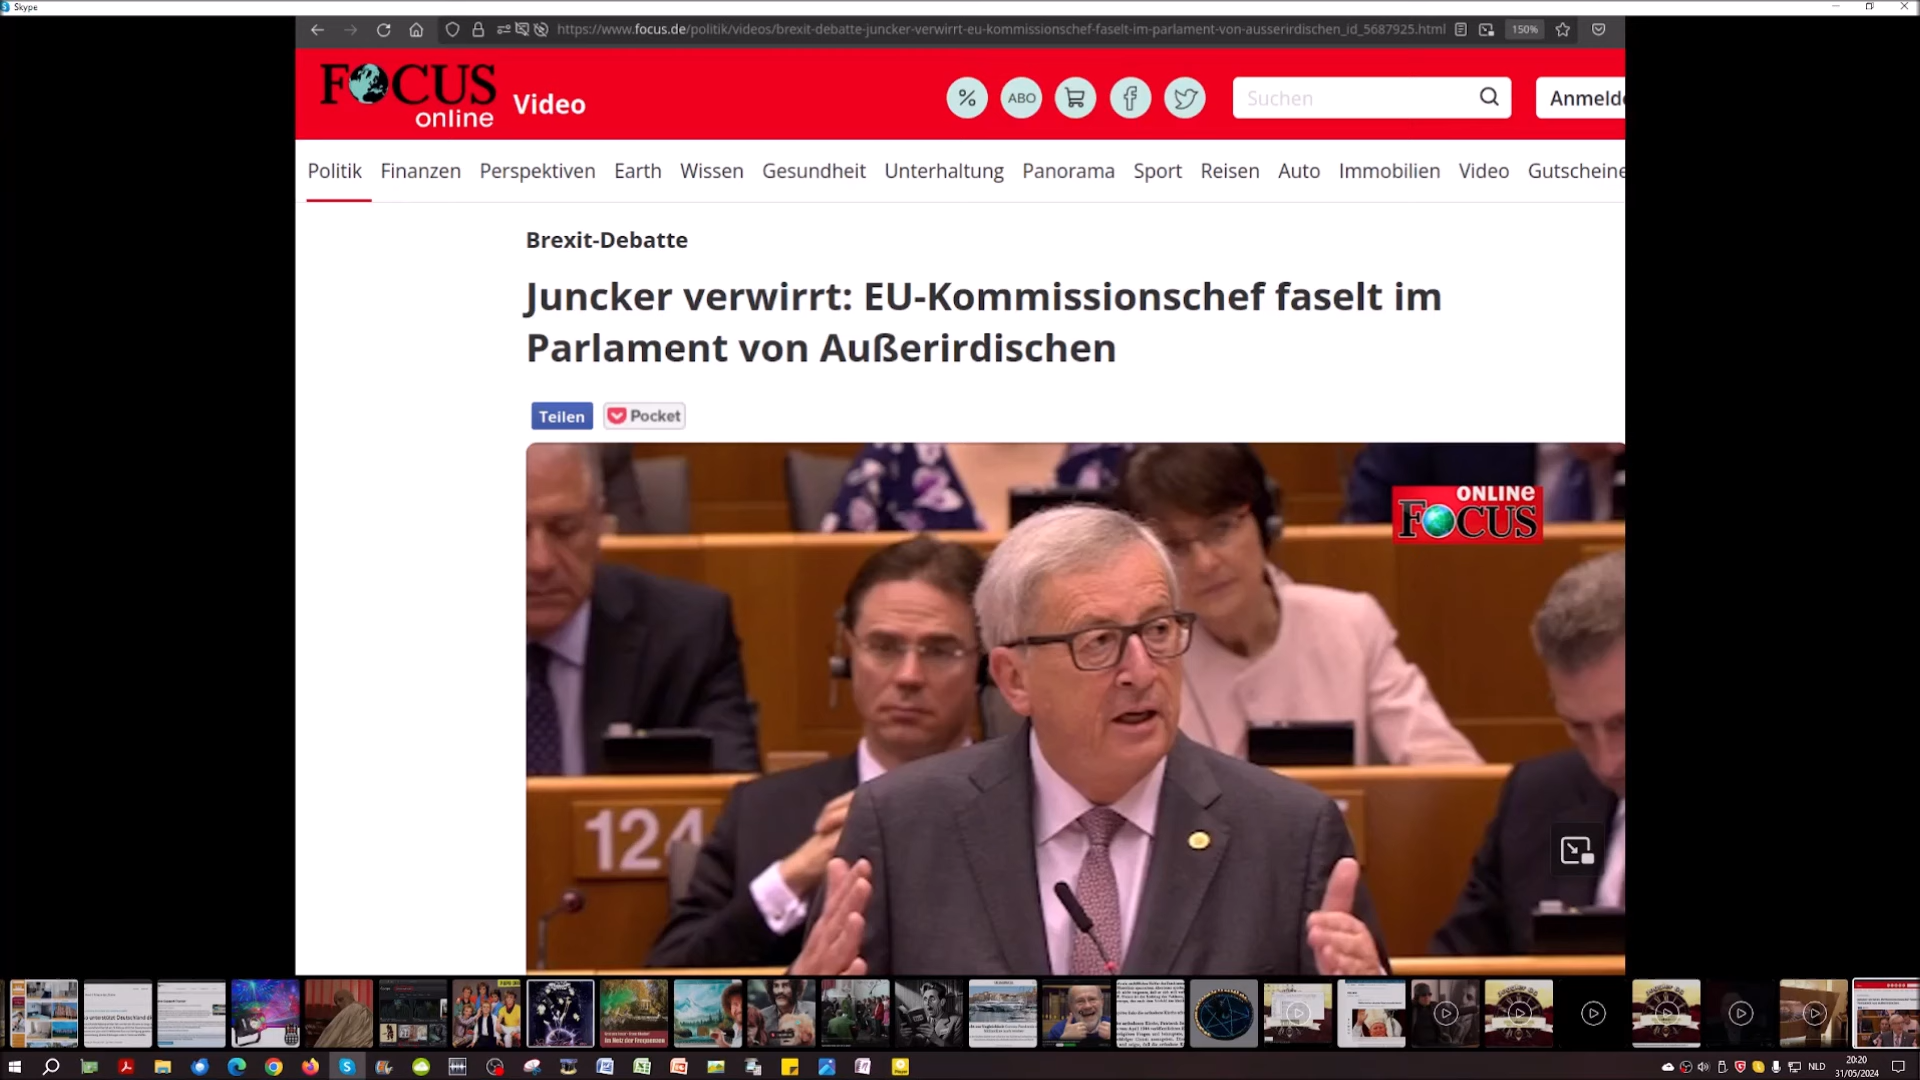 Skype
https://www.focus.de/politik/videos/brexit-debatte-juncker-verwirrt-eu-kommissionschef-faselt-im-parlament-von-ausserirdischen_id_5687925.html
150%
FOCUS
online
Video
%
ABO
Suchen
Anmelde
Politik Finanzen Perspektiven Earth Wissen Gesundheit Unterhaltung Panorama Sport Reisen Auto Immobilien Video Gutscheine
Brexit-Debatte
Juncker verwirrt: EU-Kommissionschef faselt im
Parlament von Außerirdischen
Teilen
Pocket
ONLINE
FOCUS
124
NLD
20:20
31/05/2024